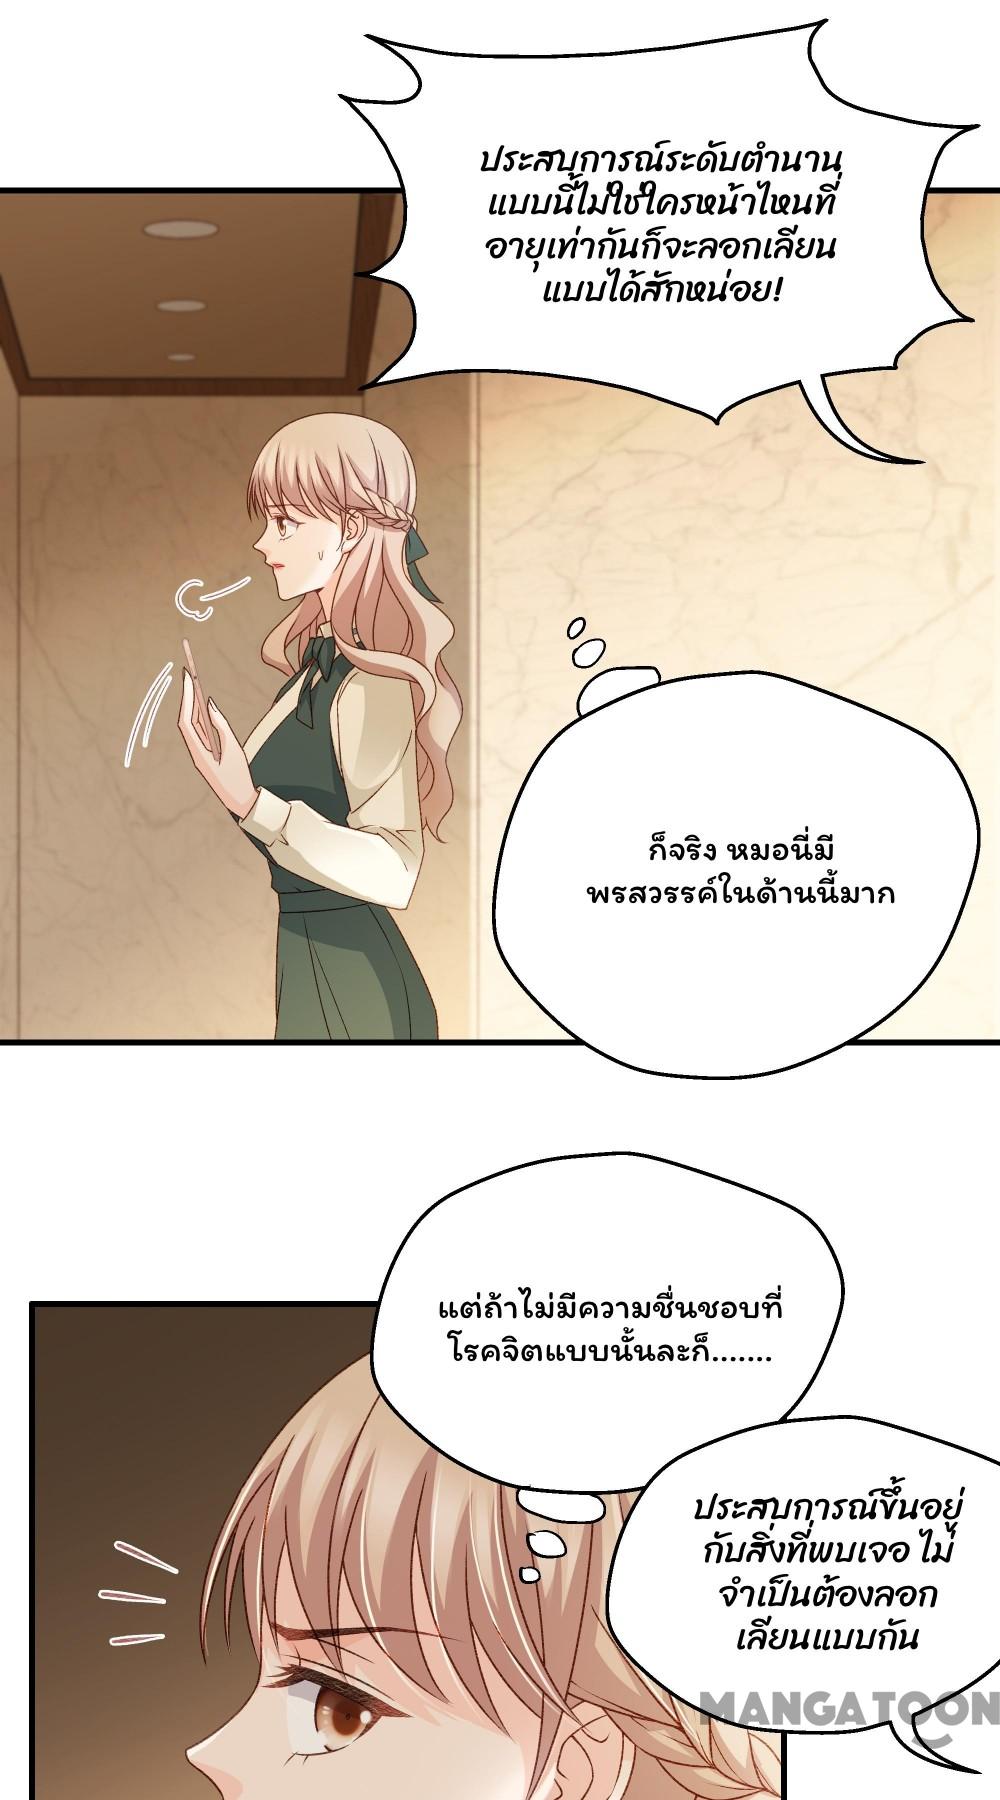 ประสบการณ์ระดับตำนาน
แบบนี้ไม่ใช่ใครหน้าไหนที่
อายุเท่ากันก็จะลอกเลียน
แบบได้สักหน่อย!
ก็จริง หมอนี่มี
พรสวรรค์ในด้านนี้มาก
แต่ถ้าไม่มีความชื่นชอบที่
โรคจิตแบบนั้นละก็.......
ประสบการณ์ขึ้นอยู่
กับสิ่งที่พบเจอ ไม่
จำเป็นต้องลอก
เลียนแบบกัน
MANGATOON